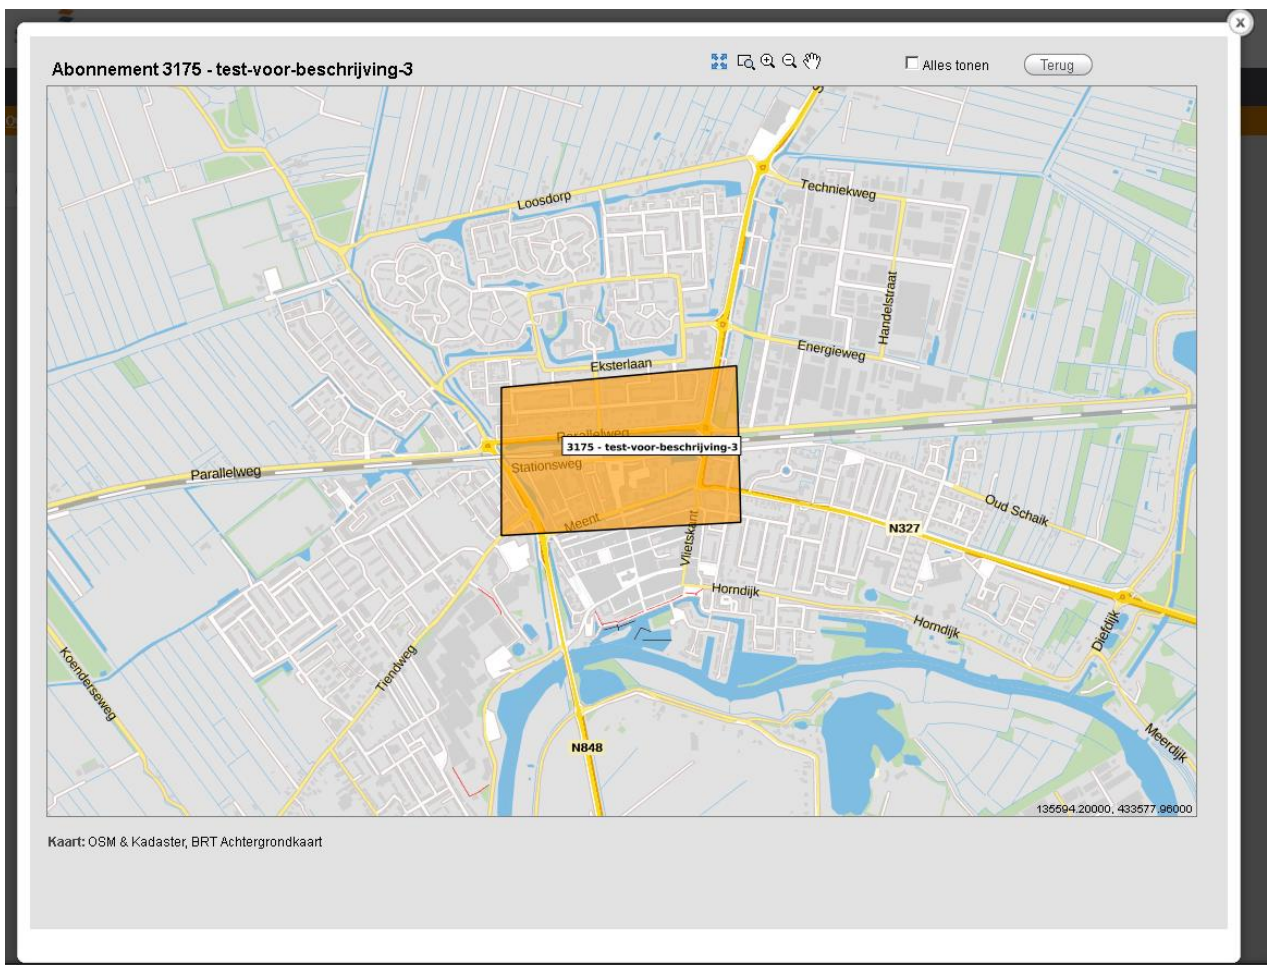 x
Abonnement 3175 - test-voor-beschrijving-3
Alles tonen
Terug
Techniekweg
Loosdorp
Handelstraat
Energieweg
Eksterlaan
Parallelweg
3175 - test-voor-beschrijving-3
Stationsweg
Parallelweg
Oud Schaik
Meent
N327
Vlietskant
Horndijk
Horndijk
Diefdijk
Koenderseweg
Tiendweg
N848
Meerdijk
135594.20000, 433577.96000
Kaart: OSM & Kadaster, BRT Achtergrondkaart